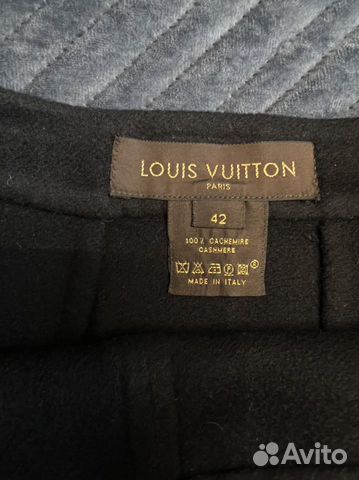 LOUIS VUITTON
PARIS
42
100% CACHEMIRE
CASHMERE
MADE IN ITALY
Avito